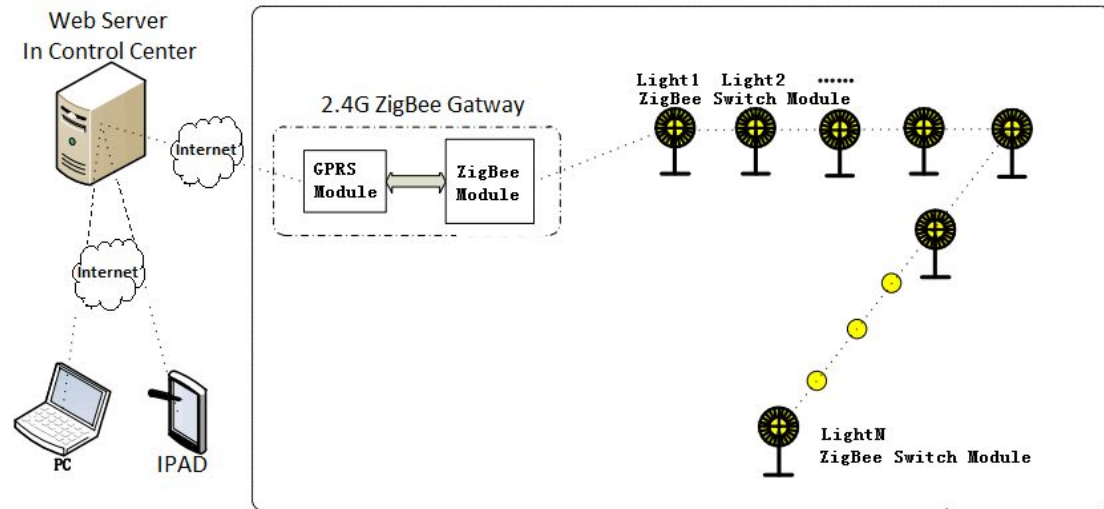 Web Server
In Control Center
Internet
2.4G ZigBee Gatway
GPRS
Module
ZigBee
Module
Light1 Light2 ......
ZigBee Switch Module
Internet
PC
IPAD
LightN
ZigBee Switch Module